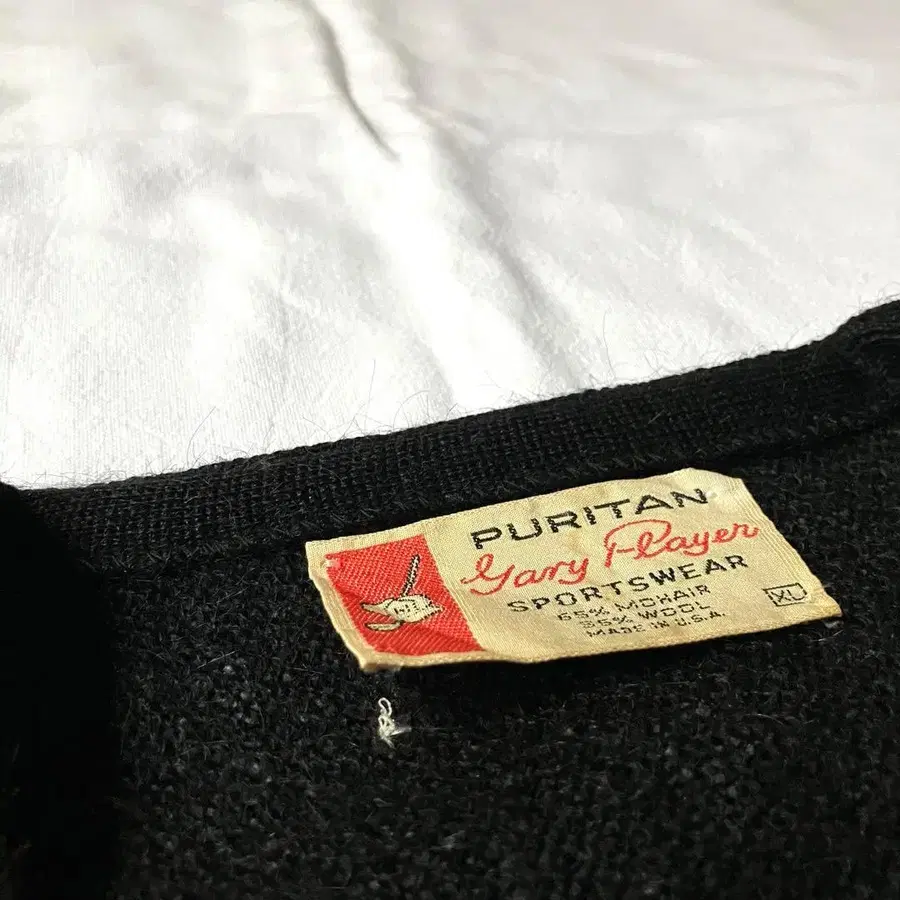 PURITAN
Gary Player
SPORTSWEAR
65% MOHAIR
35% WOOL
MADE IN U.S.A.
XL